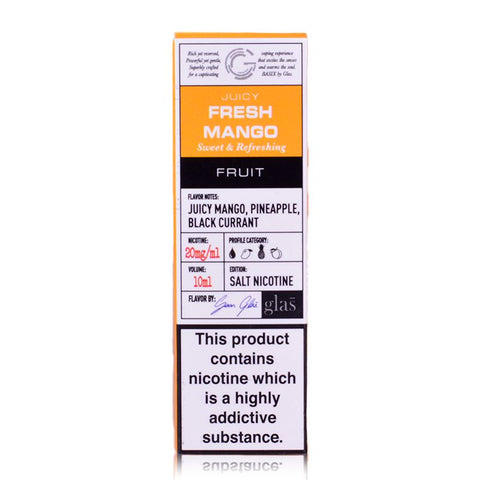 Rich yet reserved,
Powerful yet gentle,
Superbly crafted
for a captivating
vaping experience
that excites the senses
and warms the soul.
BASIX by Glas
JUICY
FRESH
MANGO
Sweet & Refreshing
FRUIT
FLAVOR NOTES:
JUICY MANGO, PINEAPPLE,
BLACK CURRANT
NICOTINE:
20mg/ml
PROFILE CATEGORY:
VOLUME:
10ml
EDITION:
SALT NICOTINE
FLAVOR BY:
glas
This product
contains
nicotine which
is a highly
addictive
substance.